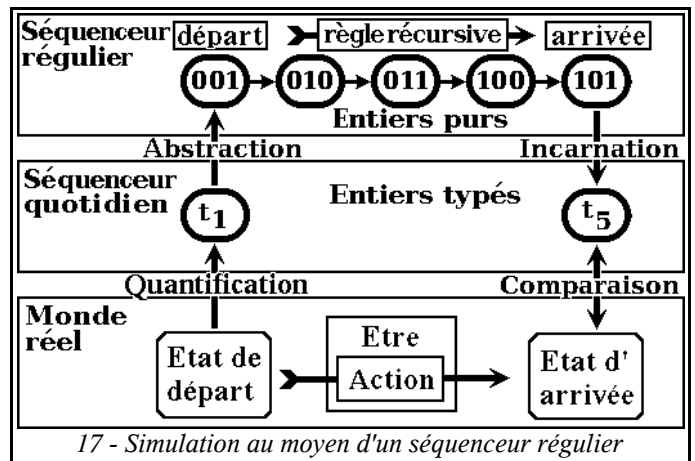 Séquenceur régulier
départ règle récursive arrivée
001 010 011 100 101
Entiers purs
Abstraction Incarnation
Séquenceur quotidien
Entiers typés
t1 t5
Quantification Comparaison
Monde réel
Etat de départ
Etre
Action
Etat d' arrivée
17 - Simulation au moyen d'un séquenceur régulier